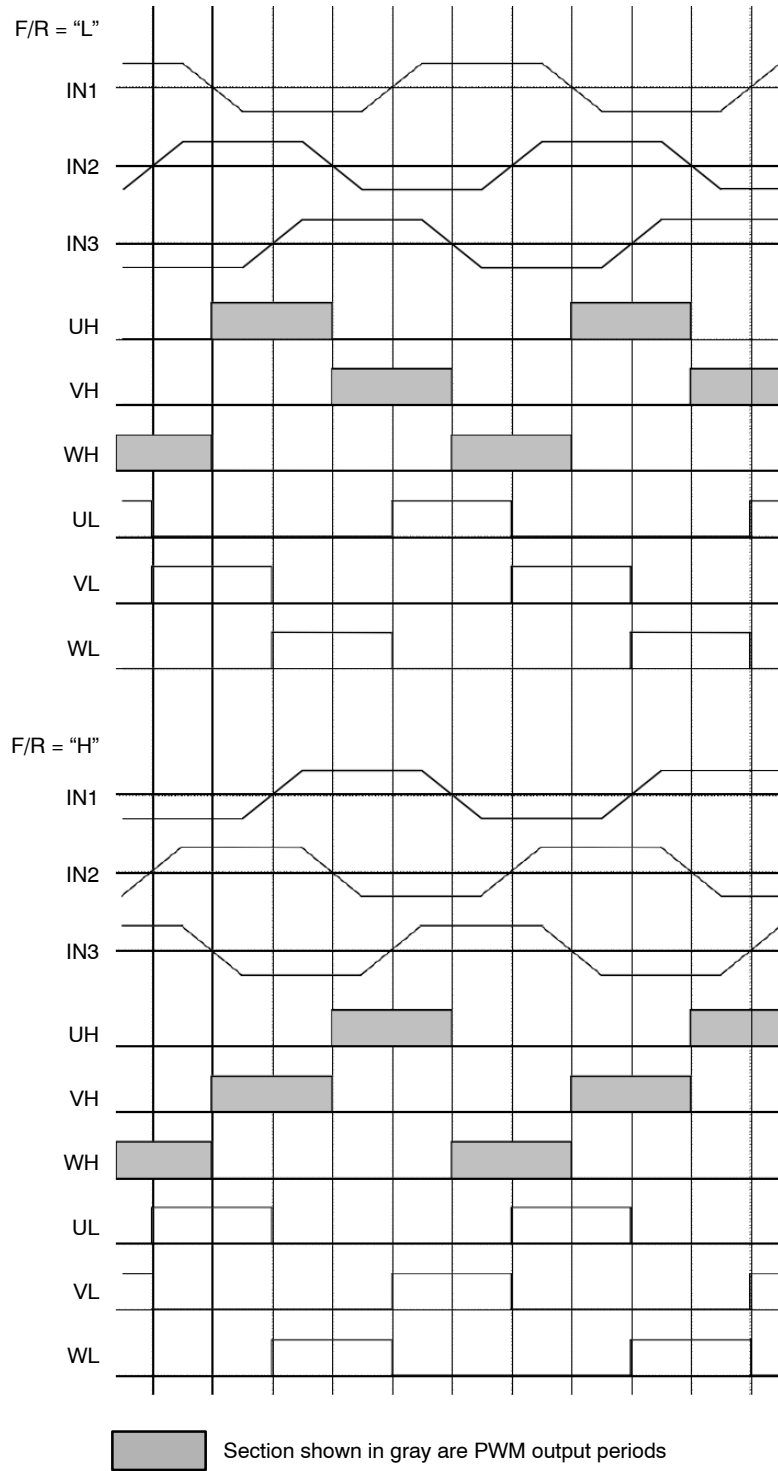 F/R = “L”
IN1
IN2
IN3
UH
VH
WH
UL
VL
WL
F/R = “H”
IN1
IN2
IN3
UH
VH
WH
UL
VL
WL
Section shown in gray are PWM output periods